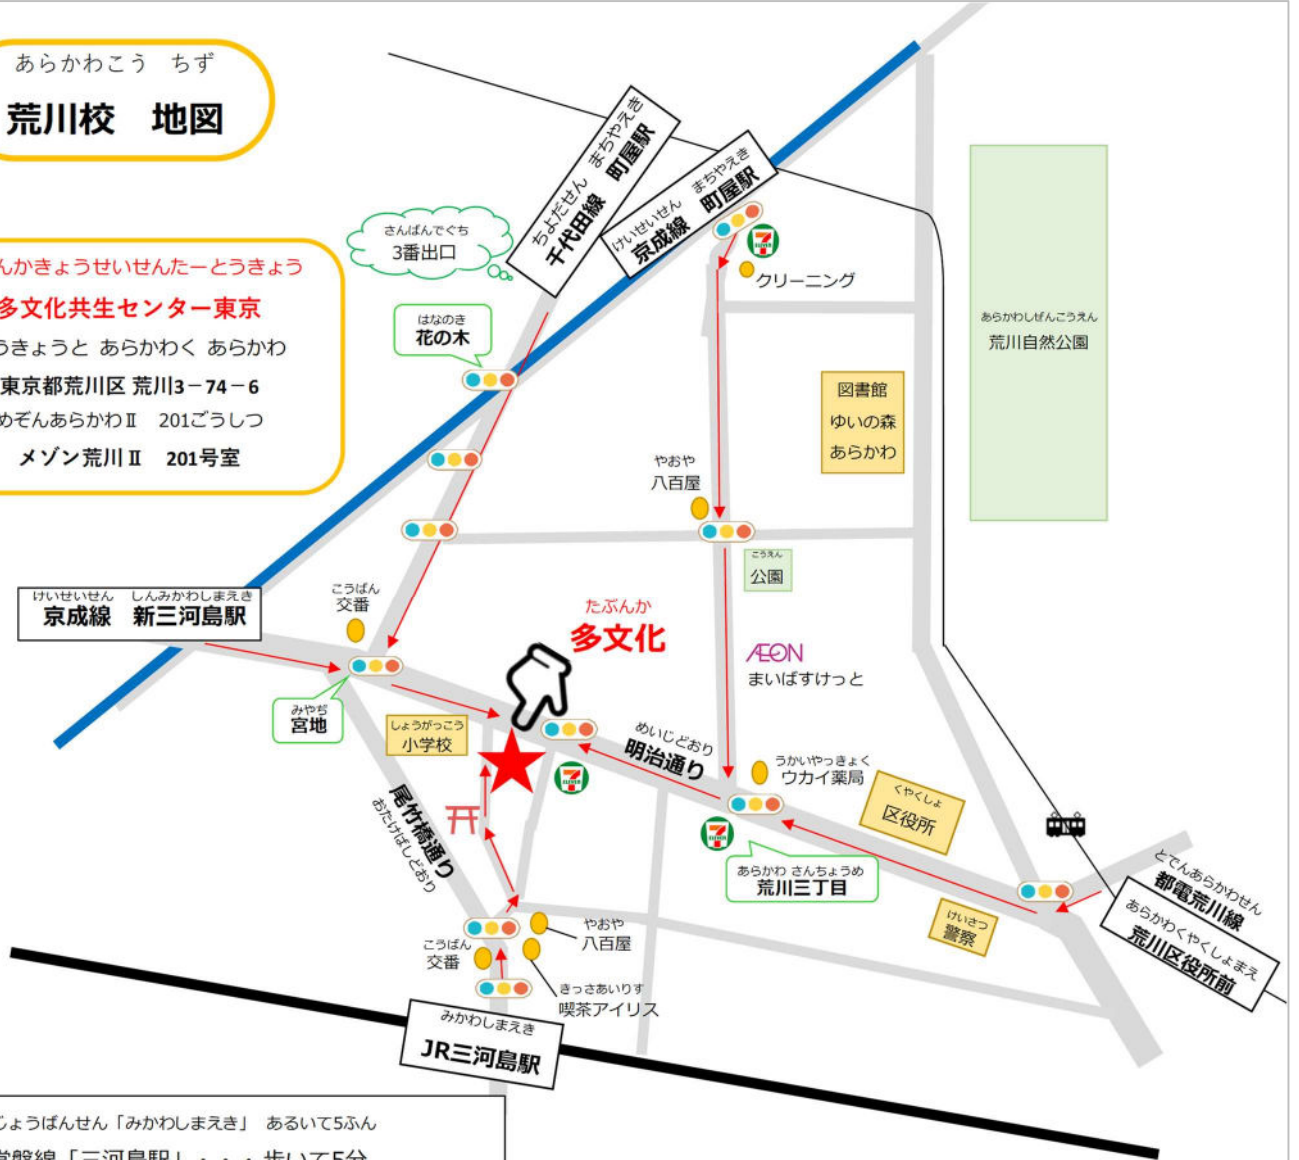 あらかわこう ちず
荒川校 地図
んかきょうせいせんたーとうきょう
多文化共生センター東京
うきょうと あらかわく あらかわ
東京都荒川区 荒川3－74－6
めぞんあらかわⅡ 201ごうしつ
メゾン荒川Ⅱ 201号室
ちよだせん まちやえき
千代田線 町屋駅
けいせいせん まちやえき
京成線 町屋駅
さんばんでぐち
3番出口
はなのき
花の木
7
ELEVEN
クリーニング
あらかわしぜんこうえん
荒川自然公園
図書館
ゆいの森
あらかわ
やおや
八百屋
こうえん
公園
けいせいせん しんみかわしまえき
京成線 新三河島駅
こうばん
交番
たぶんか
多文化
ÆON
まいばすけっと
みやぢ
宮地
しょうがっこう
小学校
めいじどおり
明治通り
うかいやっきょく
ウカイ薬局
7
ELEVEN
くやくしょ
区役所
7
ELEVEN
尾竹橋通り
おたけばしどおり
あらかわ さんちょうめ
荒川三丁目
とでんあらかわせん
都電荒川線
あらかわくやくしょまえ
荒川区役所前
けいさつ
警察
やおや
八百屋
こうばん
交番
きっさあいりす
喫茶アイリス
みかわしまえき
JR三河島駅
じょうばんせん「みかわしまえき」 あるいて5ふん
常磐線「三河島駅」・・・歩いて5分